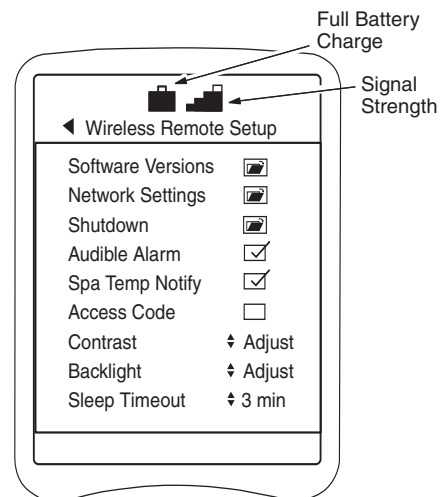 Full Battery
Charge
Signal
Strength
Wireless Remote Setup
Software Versions
Network Settings
Shutdown
Audible Alarm
Spa Temp Notify
Access Code
Contrast Adjust
Backlight Adjust
Sleep Timeout 3 min